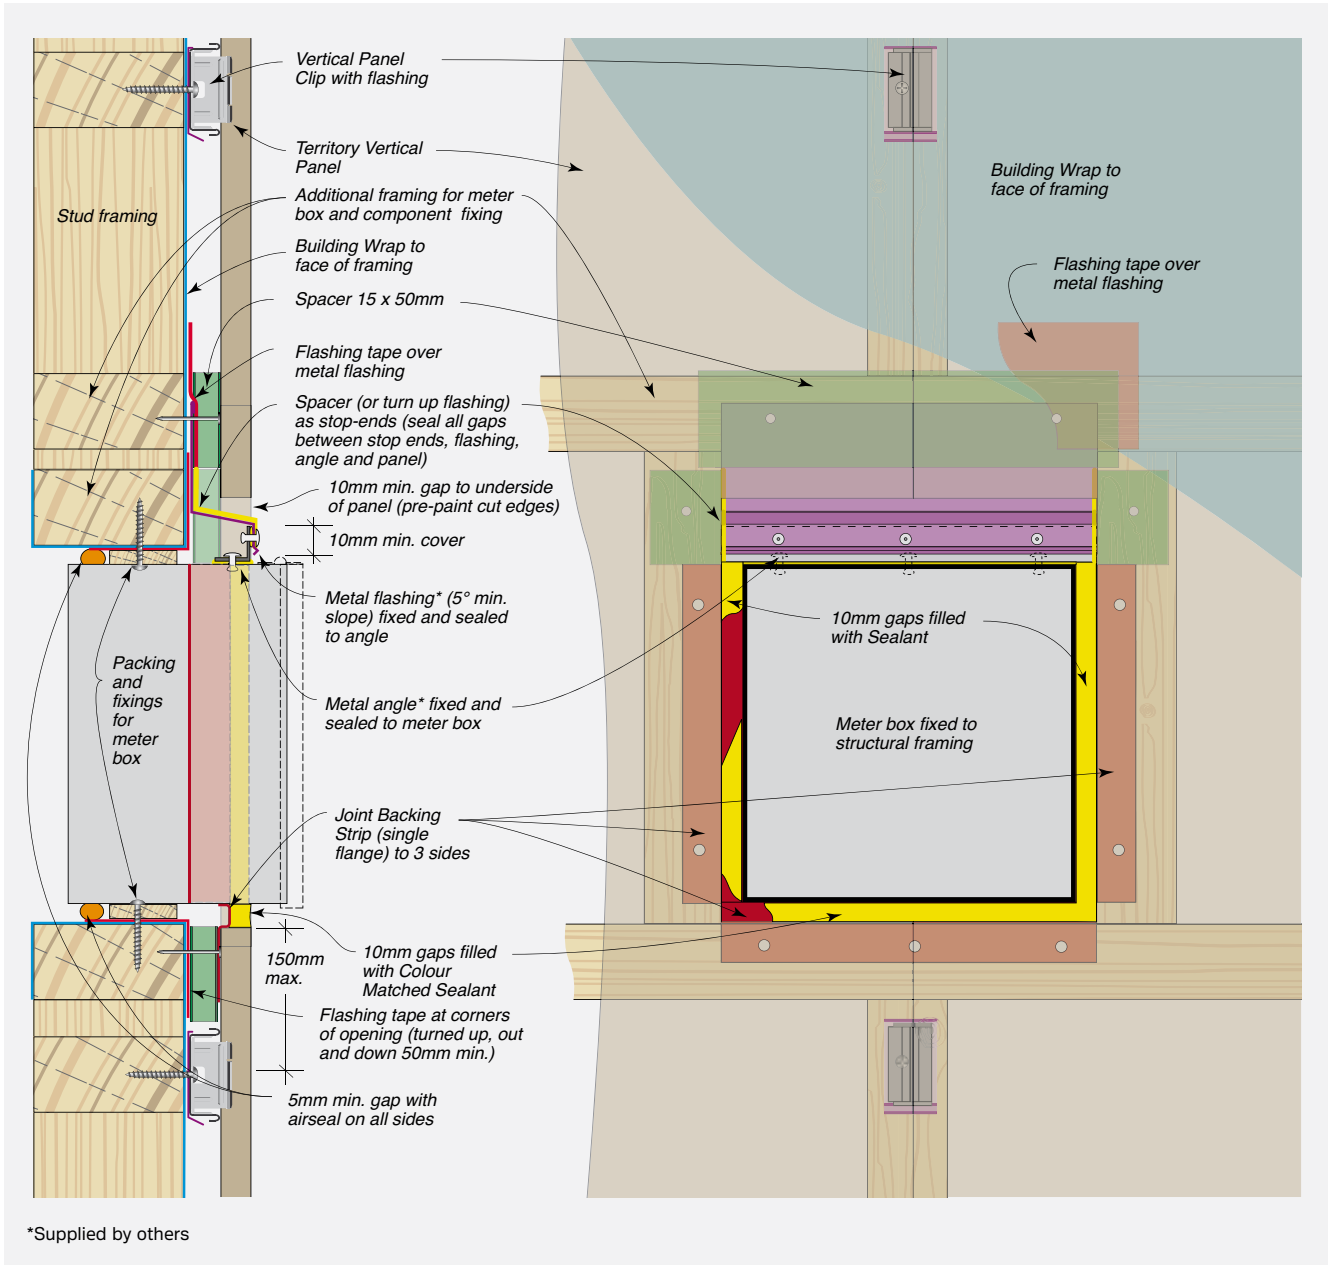 Vertical Panel
Clip with flashing
Territory Vertical
Panel
Stud framing
Additional framing for meter
box and component fixing
Building Wrap to
face of framing
Spacer 15 x 50mm
Flashing tape over
metal flashing
Spacer (or turn up flashing)
as stop-ends (seal all gaps
between stop ends, flashing,
angle and panel)
10mm min. gap to underside
of panel (pre-paint cut edges)
10mm min. cover
Metal flashing* (5° min.
slope) fixed and sealed
to angle
Packing
and
fixings
for
meter
box
Metal angle* fixed and
sealed to meter box
Joint Backing
Strip (single
flange) to 3 sides
150mm
max.
10mm gaps filled
with Colour
Matched Sealant
Flashing tape at corners
of opening (turned up, out
and down 50mm min.)
5mm min. gap with
airseal on all sides
Building Wrap to
face of framing
Flashing tape over
metal flashing
10mm gaps filled
with Sealant
Meter box fixed to
structural framing
*Supplied by others